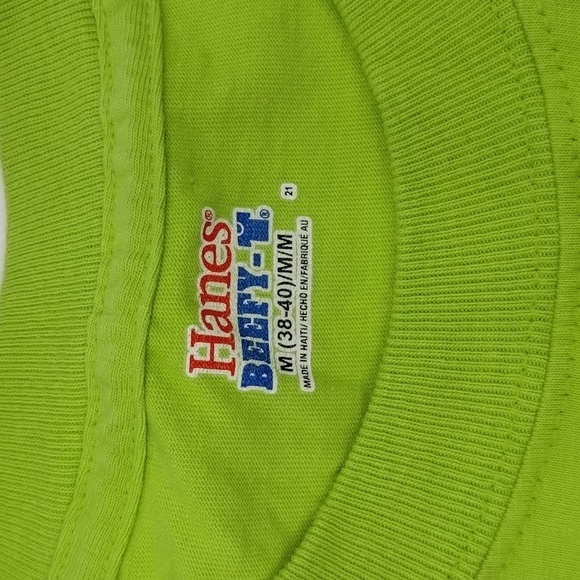 Hanes®
BEEFY-T®
M (38-40)/M/M
MADE IN HAITI/ HECHO EN/FABRIQUÉ AU
21